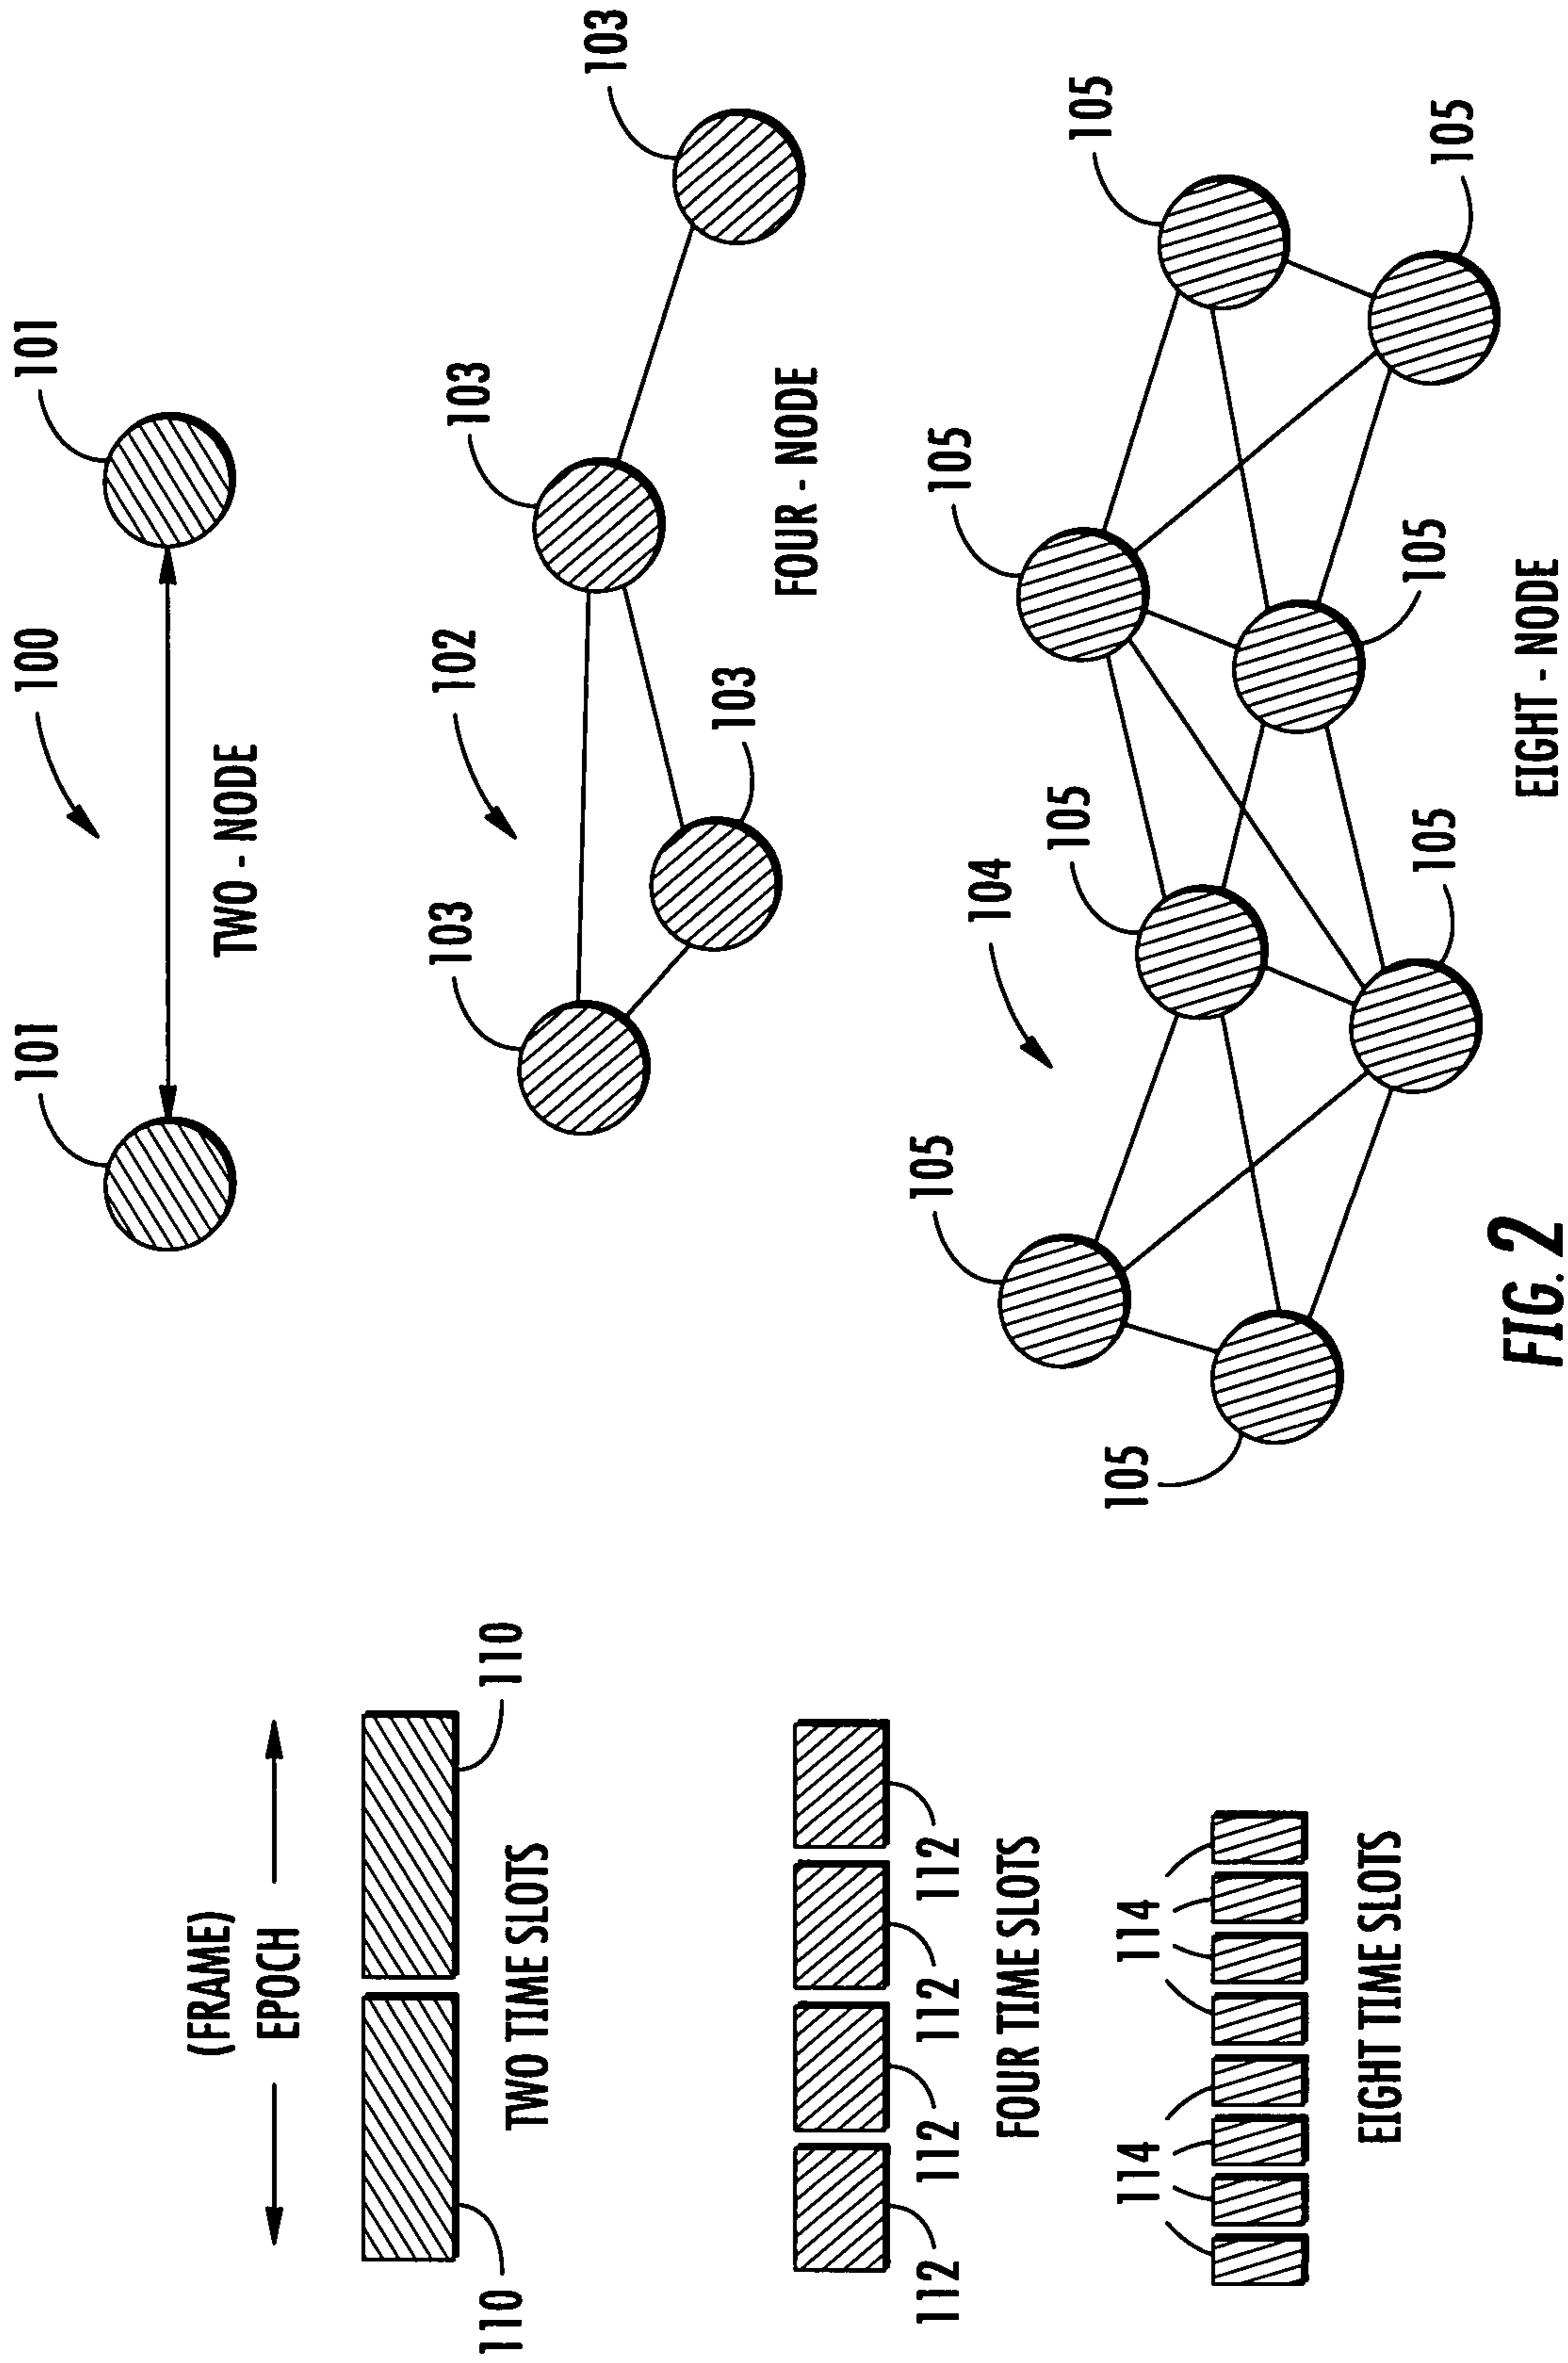 (FRAME)
EPOCH
110
110
TWO TIME SLOTS
112
112
112
112
FOUR TIME SLOTS
114
114
EIGHT TIME SLOTS
101
100
101
TWO - NODE
103
102
103
103
103
FOUR - NODE
105
104
105
105
105
105
105
105
105
EIGHT - NODE
FIG. 2